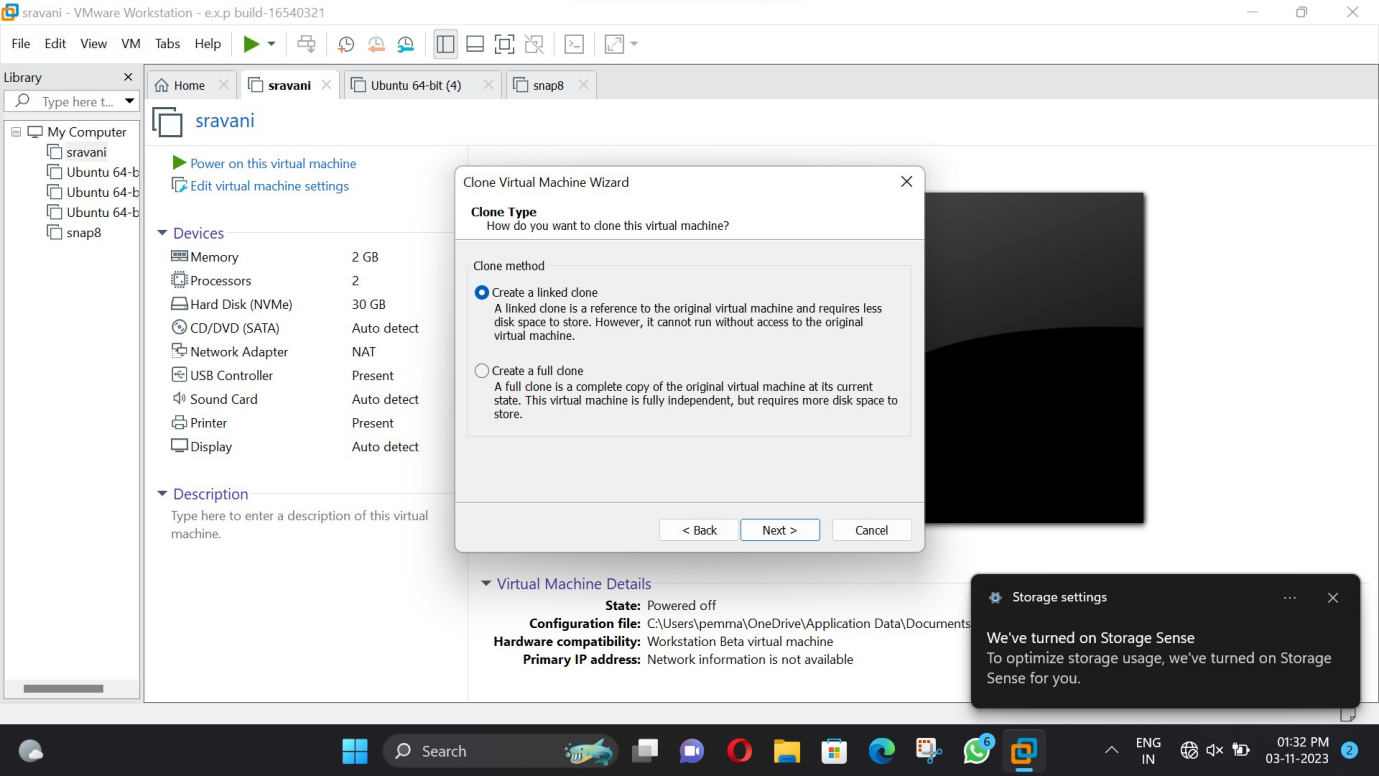 sravani - VMware Workstation - e.x.p build-16540321
File Edit View VM Tabs Help
Library
Type here t...
My Computer
sravani
Ubuntu 64-b
Ubuntu 64-b
Ubuntu 64-b
snap8
Home
sravani
Ubuntu 64-bit (4)
snap8
sravani
Power on this virtual machine
Edit virtual machine settings
Devices
Memory 2 GB
Processors 2
Hard Disk (NVMe) 30 GB
CD/DVD (SATA) Auto detect
Network Adapter NAT
USB Controller Present
Sound Card Auto detect
Printer Present
Display Auto detect
Description
Type here to enter a description of this virtual
machine.
Clone Virtual Machine Wizard
Clone Type
How do you want to clone this virtual machine?
Clone method
Create a linked clone
A linked clone is a reference to the original virtual machine and requires less
disk space to store. However, it cannot run without access to the original
virtual machine.
Create a full clone
A full clone is a complete copy of the original virtual machine at its current
state. This virtual machine is fully independent, but requires more disk space to
store.
< Back Next > Cancel
Virtual Machine Details
State: Powered off
Configuration file: C:\Users\pemma\OneDrive\Application Data\Documents
Hardware compatibility: Workstation Beta virtual machine
Primary IP address: Network information is not available
Storage settings
We've turned on Storage Sense
To optimize storage usage, we've turned on Storage
Sense for you.
Search
6
ENG
IN
01:32 PM
03-11-2023
2